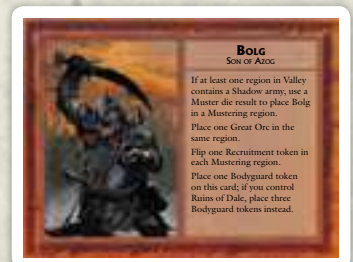 BOLG
SON OF AZOG
If at least one region in Valley
contains a Shadow army, use a
Muster die result to place Bolg
in a Mustering region.
Place one Great Orc in the
same region.
Flip one Recruitment token in
each Mustering region.
Place one Bodyguard token
on this card; if you control
Ruins of Dale, place three
Bodyguard tokens instead.